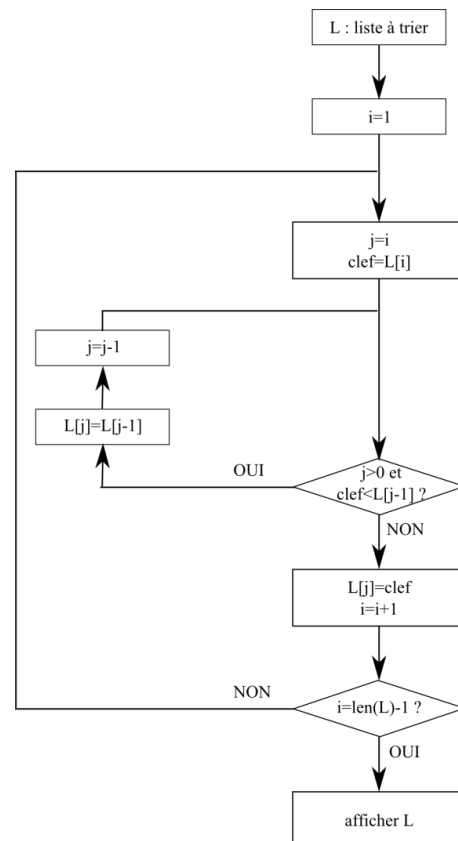 L : liste à trier
i=1
j=i
clef=L[i]
j=j-1
L[j]=L[j-1]
OUI
j>0 et
clef<L[j-1] ?
NON
L[j]=clef
i=i+1
NON
i=len(L)-1 ?
OUI
afficher L